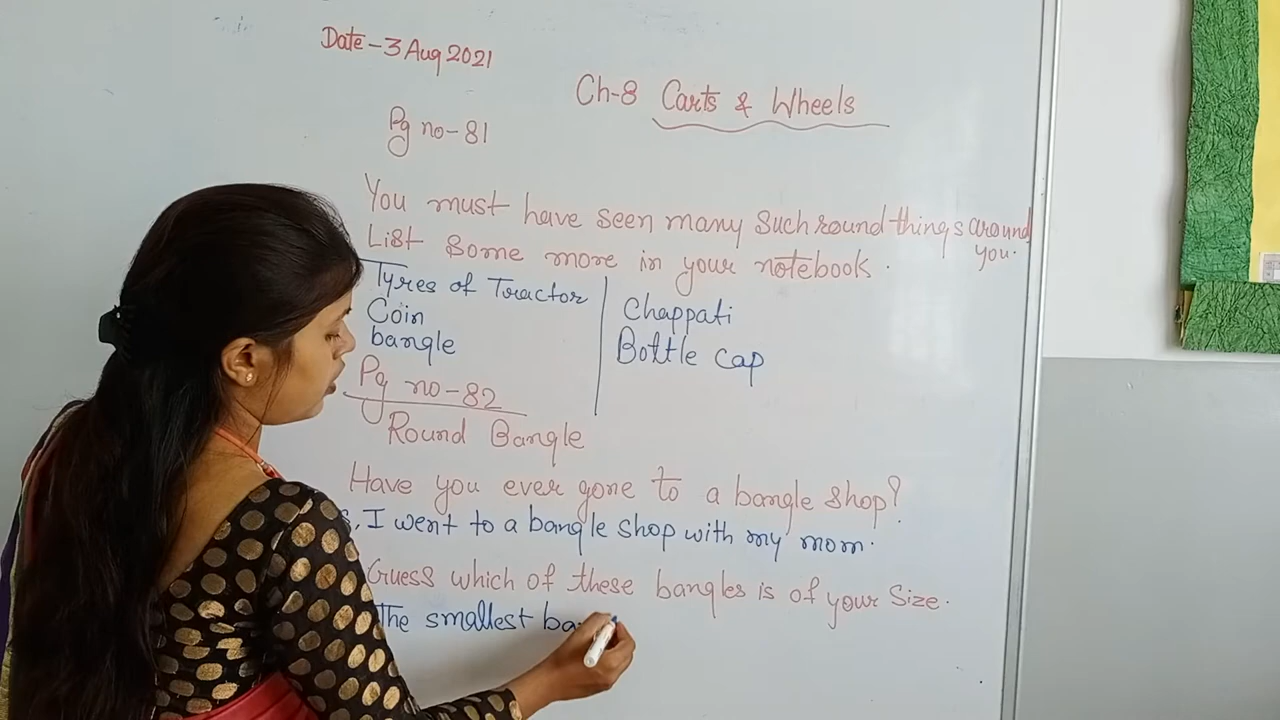 Date-3 Aug 2021
Ch-8 Carts & Wheels
Pg no-81
You must have seen many such round things around you.
List some more in your notebook.
Tyres of Tractor
Coin
bangle
Chappati
Bottle cap
Pg no-82
Round Bangle
Have you ever gone to a bangle shop?
I went to a bangle shop with my mom.
Guess which of these bangles is of your Size.
The smallest